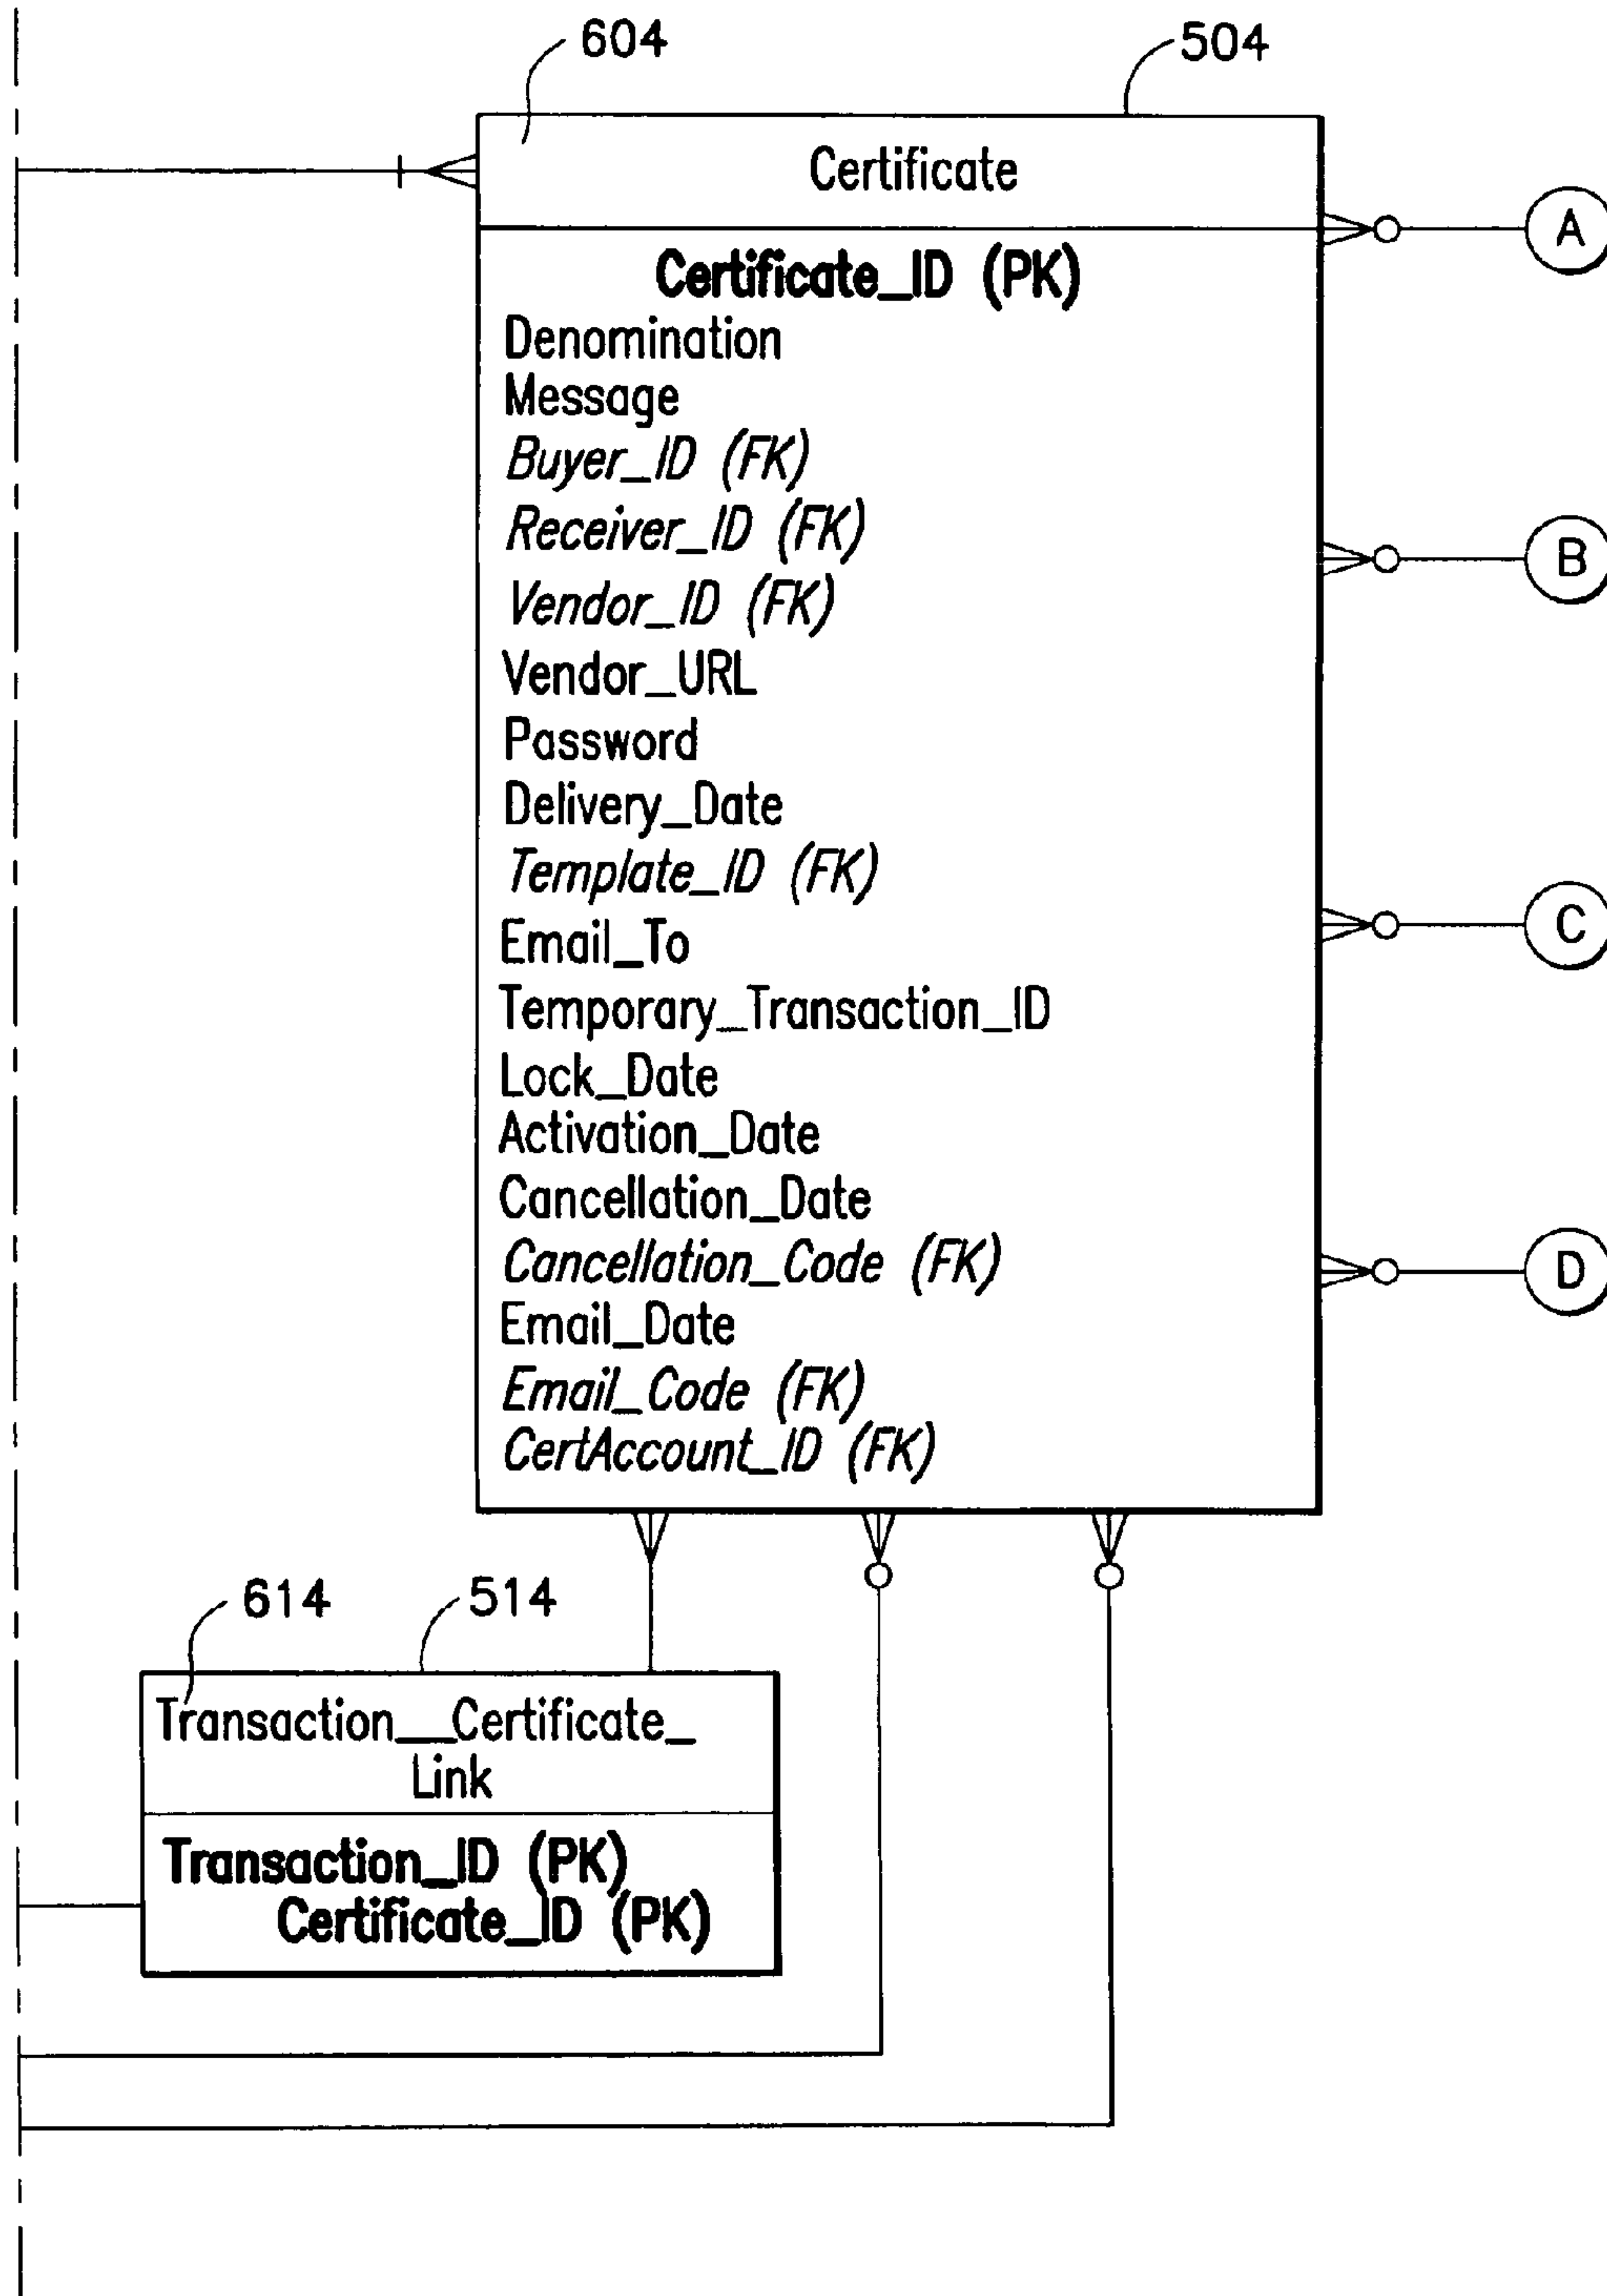 604
504
Certificate
A
Certificate_ID (PK)
Denomination
Message
Buyer_ID (FK)
Receiver_ID (FK)
B
Vendor_ID (FK)
Vendor_URL
Password
Delivery_Date
Template_ID (FK)
C
Email_To
Temporary_Transaction_ID
Lock_Date
Activation_Date
Cancellation_Date
Cancellation_Code (FK)
D
Email_Date
Email_Code (FK)
CertAccount_ID (FK)
614
514
Transaction__Certificate_
Link
Transaction_ID (PK)
Certificate_ID (PK)